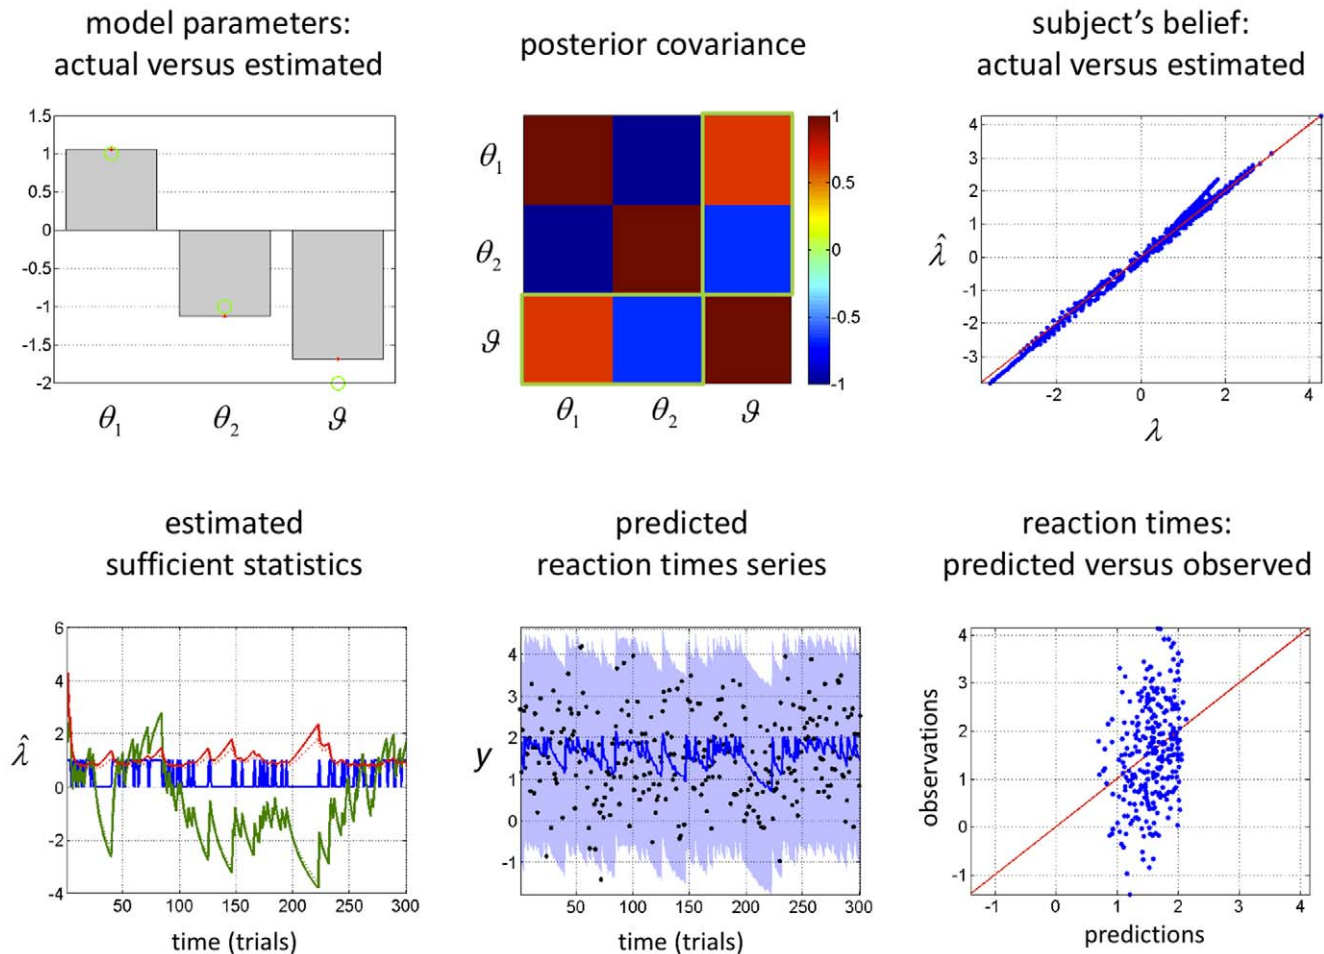 model parameters:
actual versus estimated
1.5
1
0.5
0
-0.5
-1
-1.5
-2
θ₁
θ₂
ϑ
posterior covariance
θ₁
θ₂
ϑ
θ₁
θ₂
ϑ
1
0.5
0
-0.5
-1
subject's belief:
actual versus estimated
4
3
2
1
0
-1
-2
-3
λ̂
-2
0
2
4
λ
estimated
sufficient statistics
6
4
2
0
-2
-4
λ̂
50
100
150
200
250
300
time (trials)
predicted
reaction times series
4
3
2
1
0
-1
y
50
100
150
200
250
300
time (trials)
reaction times:
predicted versus observed
4
3
2
1
0
-1
observations
-1
0
1
2
3
4
predictions